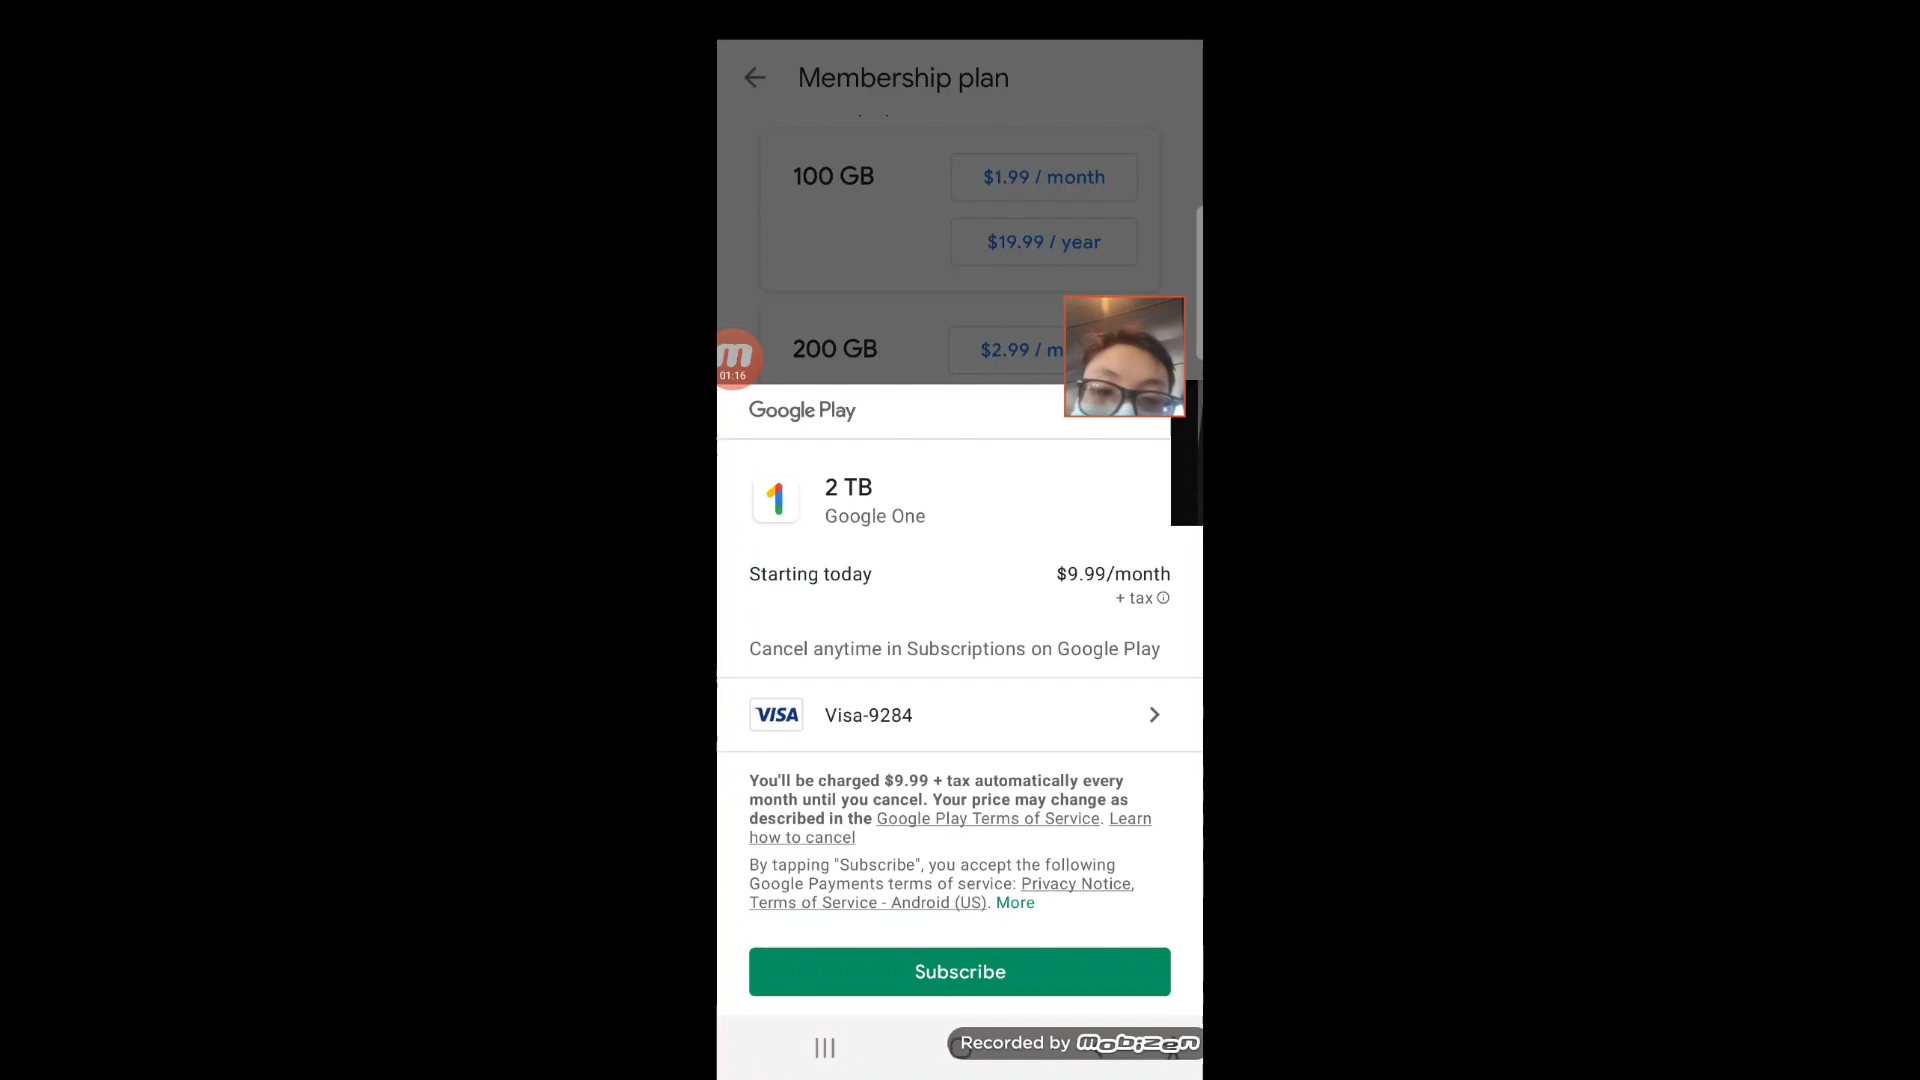 Membership plan
100 GB
$1.99 / month
$19.99 / year
200 GB
$2.99 / m
01:16
Google Play
2 TB
Google One
Starting today
$9.99/month
+ tax
Cancel anytime in Subscriptions on Google Play
VISA
Visa-9284
You'll be charged $9.99 + tax automatically every
month until you cancel. Your price may change as
described in the Google Play Terms of Service. Learn
how to cancel
By tapping "Subscribe", you accept the following
Google Payments terms of service: Privacy Notice,
Terms of Service - Android (US). More
Subscribe
Recorded by mobizen